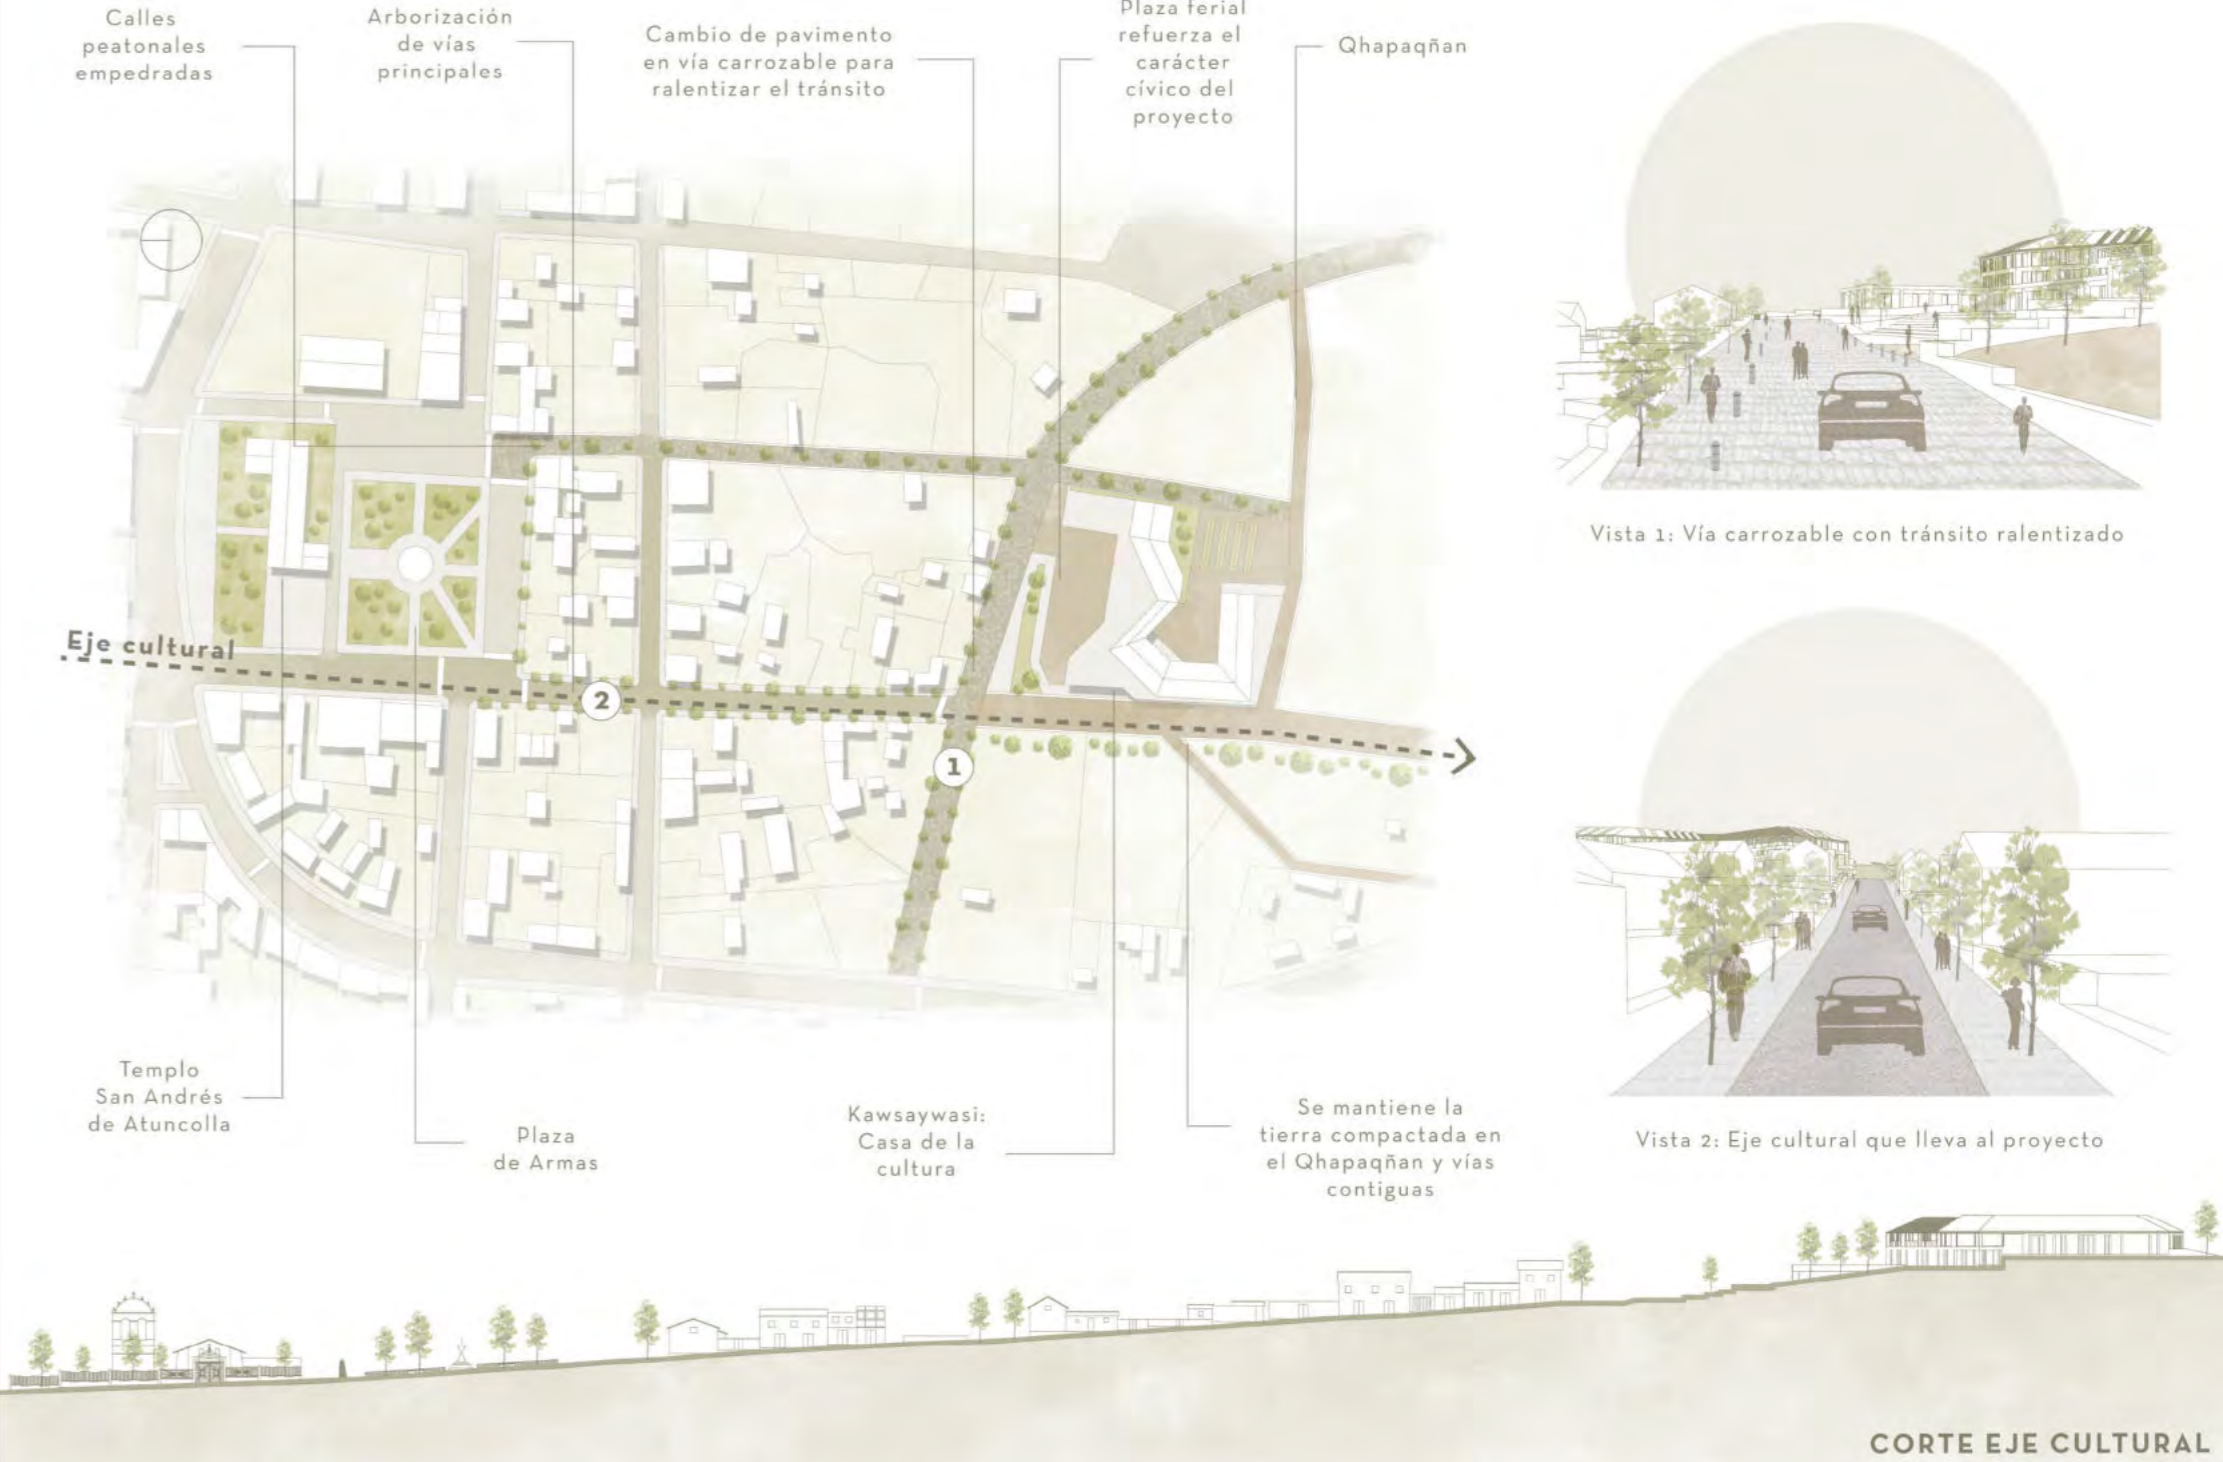 Calles
peatonales
empedradas
Arborización
de vías
principales
Cambio de pavimento
en vía carrozable para
ralentizar el tránsito
Plaza ferial
refuerza el
carácter
cívico del
proyecto
Qhapaqñan
Vista 1: Vía carrozable con tránsito ralentizado
Eje cultural
2
1
Templo
San Andrés
de Atuncolla
Plaza
de Armas
Kawsaywasi:
Casa de la
cultura
Se mantiene la
tierra compactada en
el Qhapaqñan y vías
contiguas
Vista 2: Eje cultural que lleva al proyecto
CORTE EJE CULTURAL